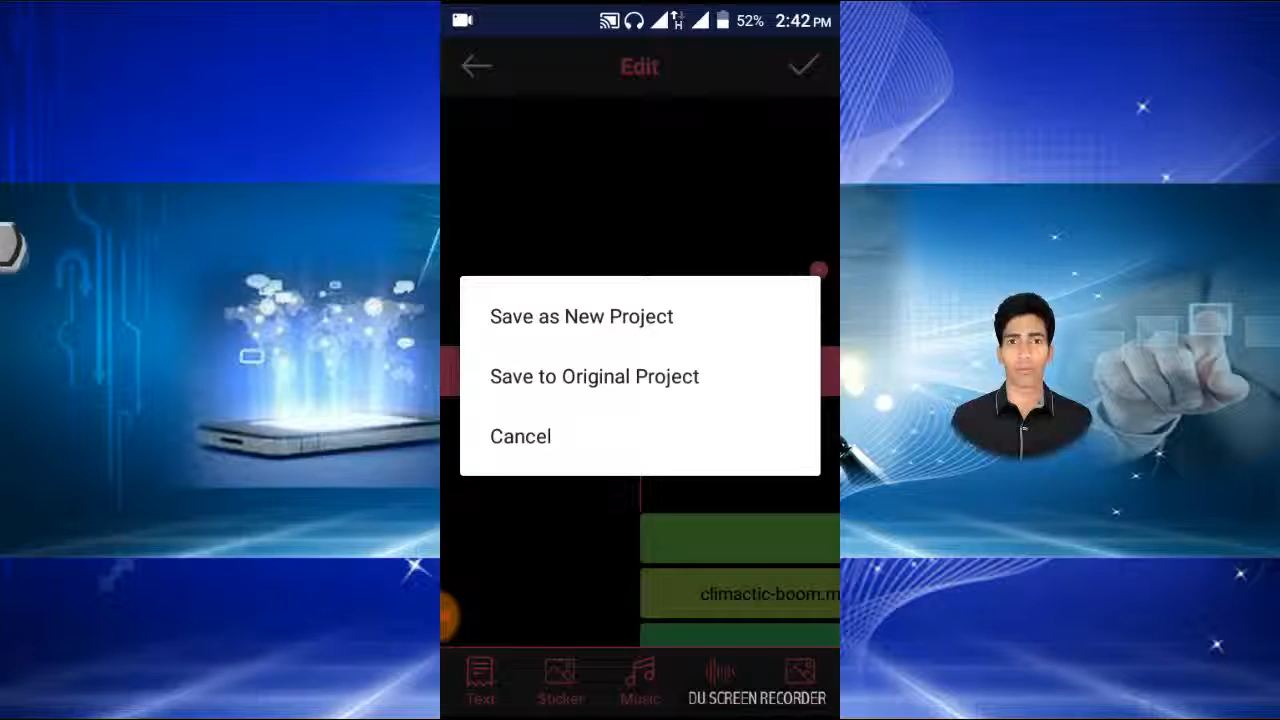 H 52% 2:42 PM
Edit
Save as New Project
Save to Original Project
Cancel
climactic-boom.m
Text Sticker Music
DU SCREEN RECORDER